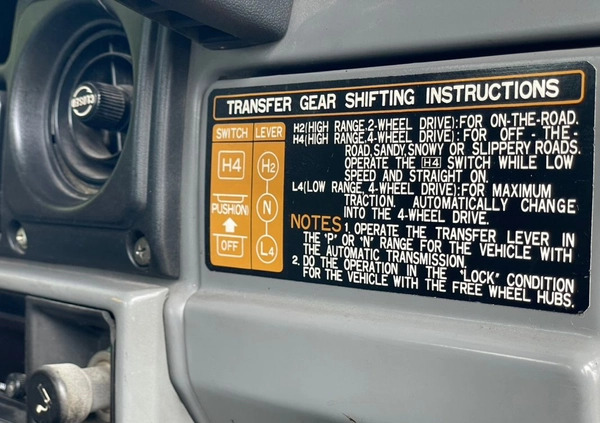 CLOSED
TRANSFER GEAR SHIFTING INSTRUCTIONS
SWITCH LEVER
H4
PUSH(ON)
OFF
H2
N
L4
H2(HIGH RANGE, 2-WHEEL DRIVE):FOR ON-THE-ROAD.
H4(HIGH RANGE, 4-WHEEL DRIVE): FOR OFF - THE-
ROAD, SANDY, SNOWY OR SLIPPERY ROADS.
OPERATE THE H4 SWITCH WHILE LOW
SPEED AND STRAIGHT ON.
L4(LOW RANGE, 4-WHEEL DRIVE):FOR MAXIMUM
TRACTION. AUTOMATICALLY CHANGE
INTO THE 4-WHEEL DRIVE.
NOTES 1. OPERATE THE TRANSFER LEVER IN
THE "P" OR "N" RANGE FOR THE VEHICLE WITH
THE AUTOMATIC TRANSMISSION.
2. DO THE OPERATION IN THE "LOCK" CONDITION
FOR THE VEHICLE WITH THE FREE WHEEL HUBS.